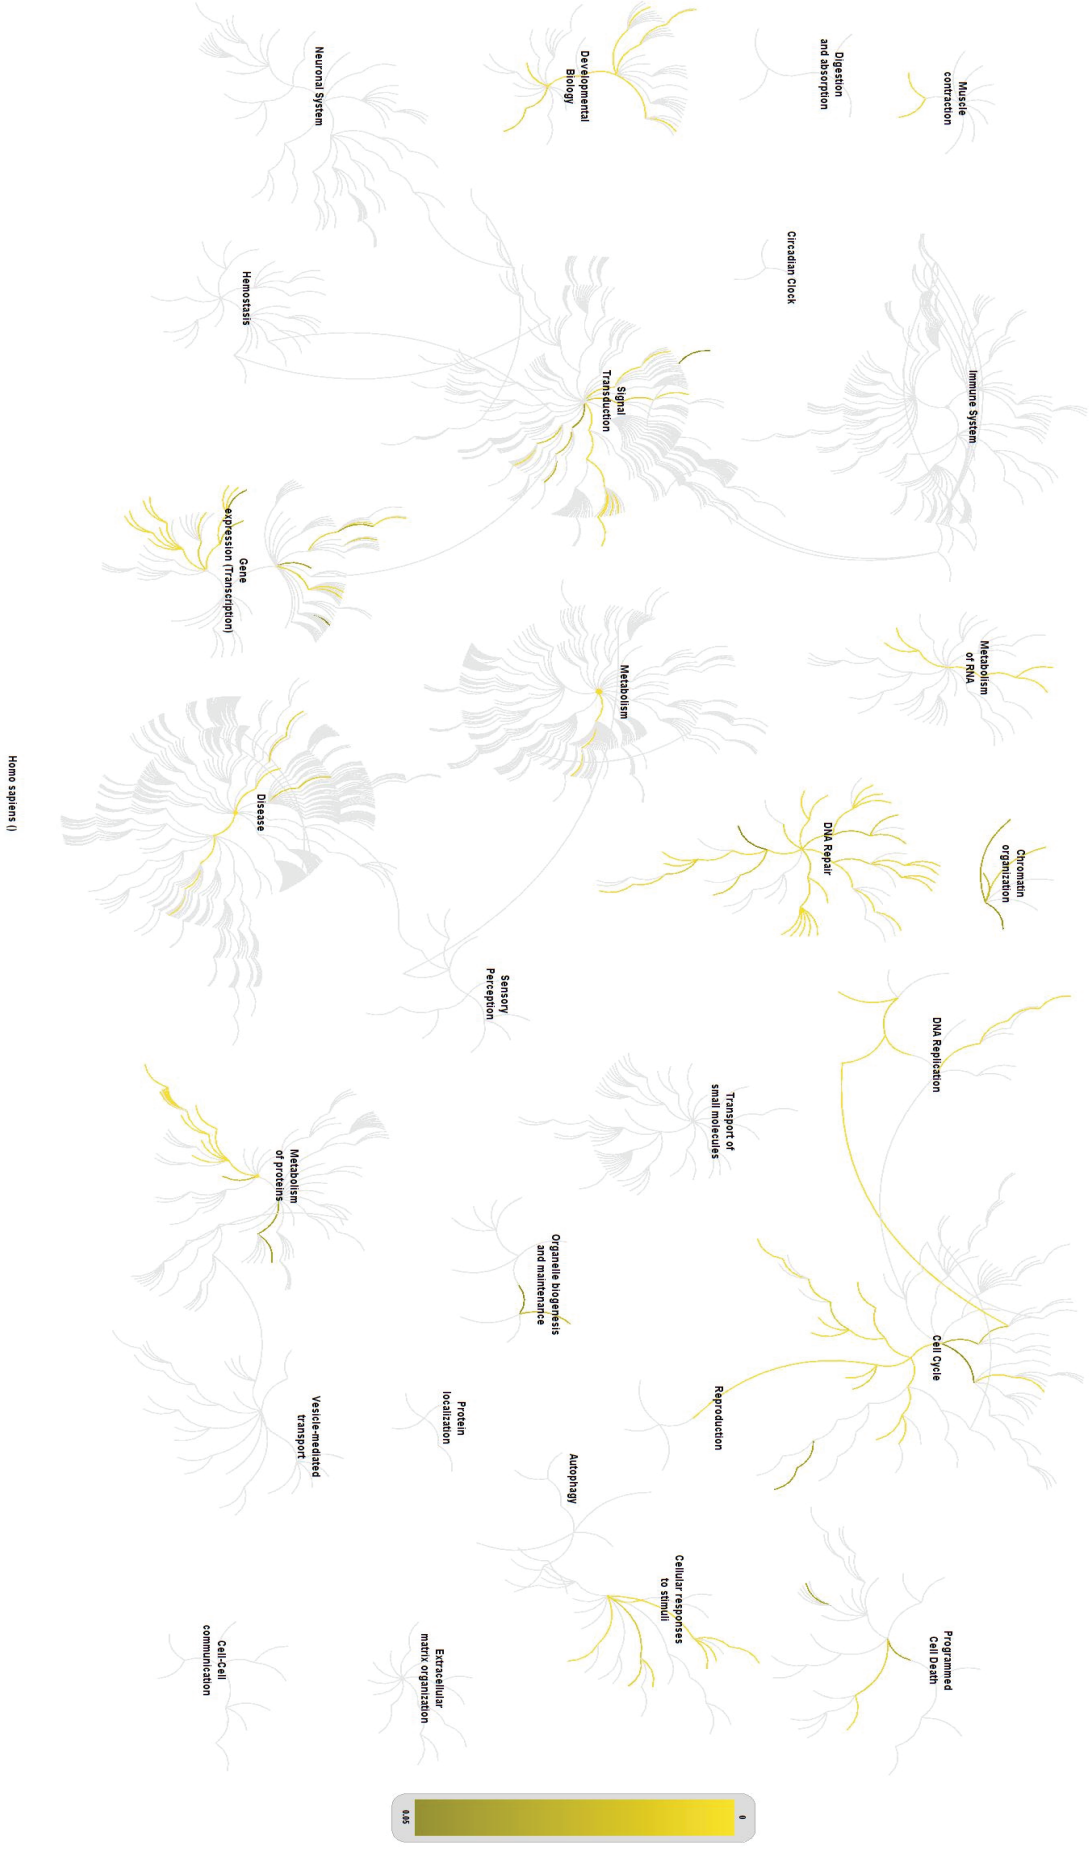 Muscle
contraction
Immune System
Metabolism
of RNA
Chromatin
organization
DNA Replication
Cell Cycle
Programmed
Cell Death
Digestion
and absorption
Circadian Clock
DNA Repair
Transport of
small molecules
Reproduction
Cellular responses
to stimuli
Developmental
Biology
Signal
Transduction
Metabolism
Sensory
Perception
Organelle biogenesis
and maintenance
Autophagy
Protein
localization
Extracellular
matrix organization
0
0.05
Neuronal System
Hemostasis
Gene
expression (Transcription)
Disease
Metabolism
of proteins
Vesicle-mediated
transport
Cell-Cell
communication
Homo sapiens ()